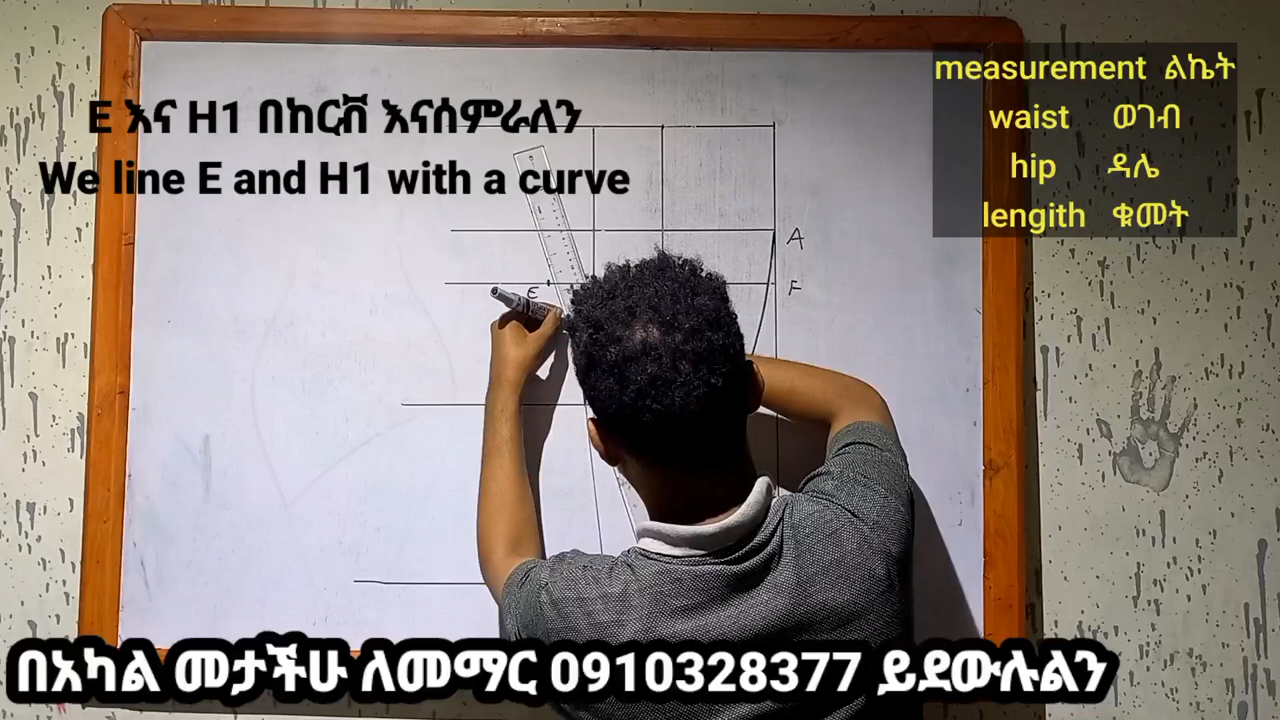 E እና H1 በከርቭ እናሰምራለን
We line E and H1 with a curve
measurement ልኬት
waist ወገብ
hip ዳሌ
lengith ቁመት
A
F
E
በአካል መታችሁ ለመማር 0910328377 ይደውሉልን